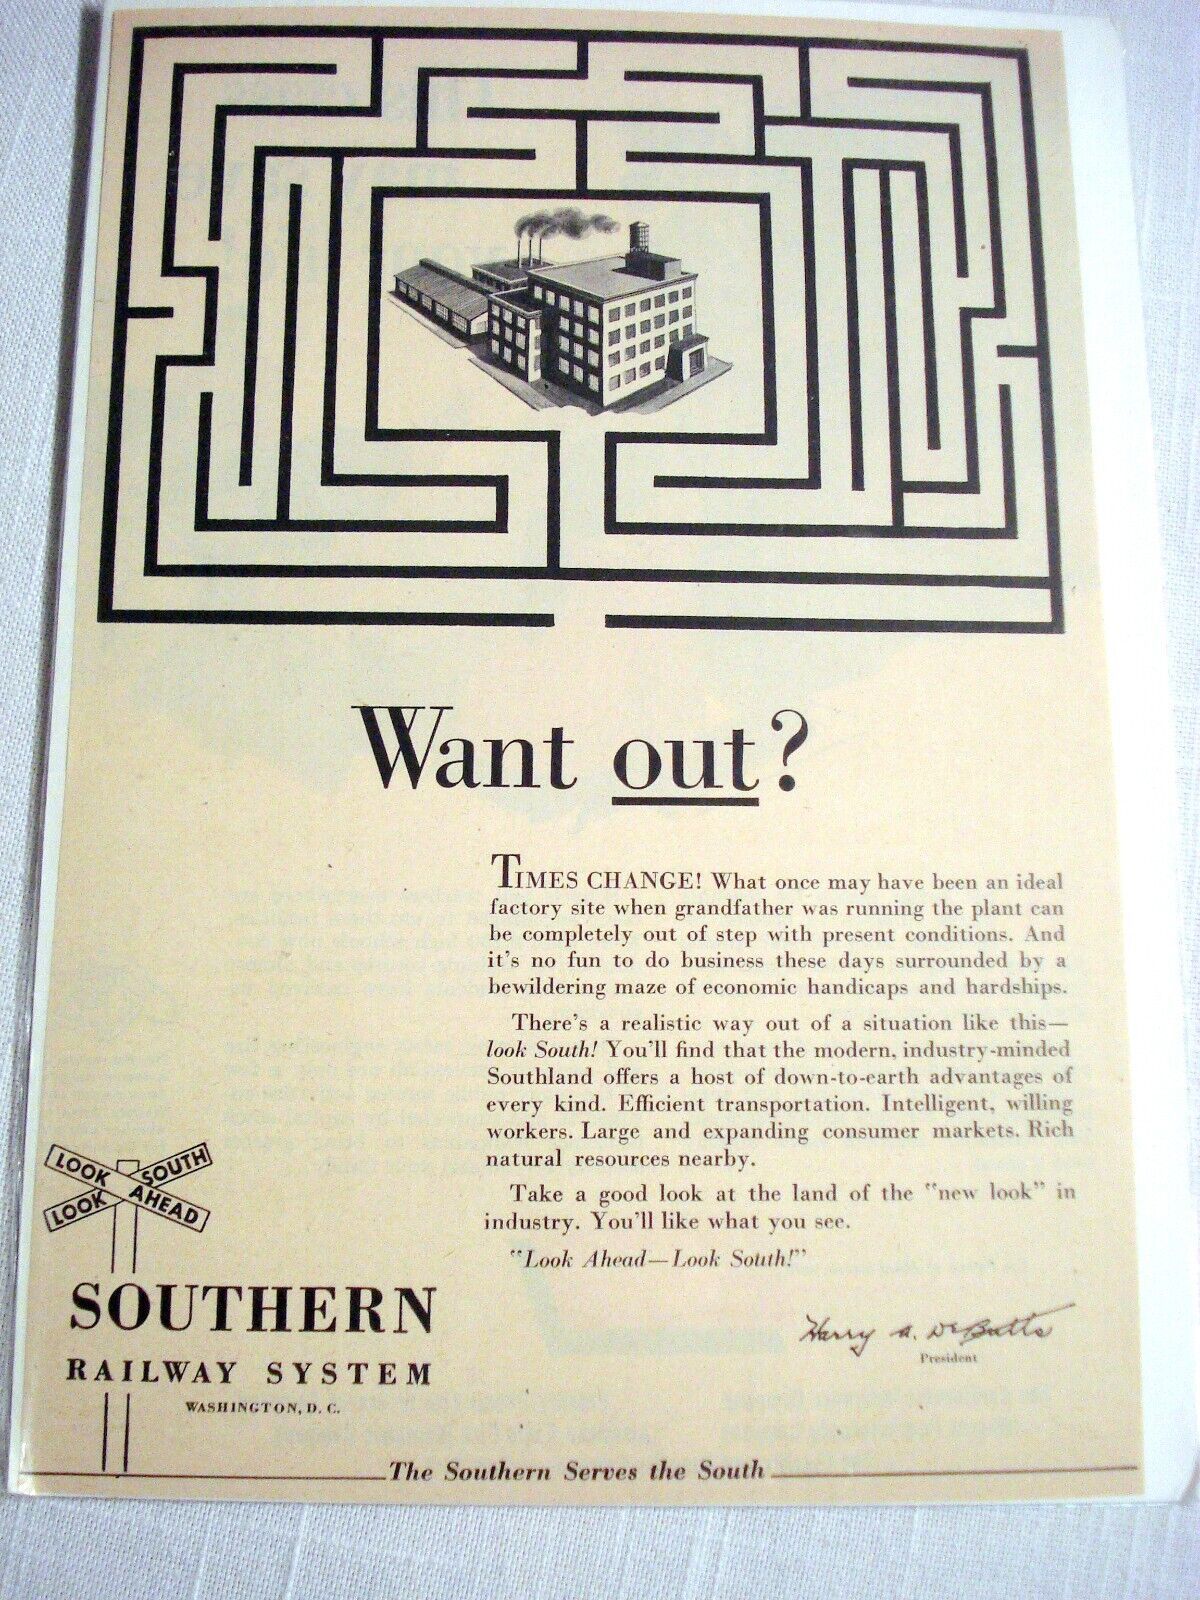 Want out?
TIMES CHANGE! What once may have been an ideal
factory site when grandfather was running the plant can
be completely out of step with present conditions. And
it's no fun to do business these days surrounded by a
bewildering maze of economic handicaps and hardships.
There's a realistic way out of a situation like this—
look South! You'll find that the modern, industry-minded
Southland offers a host of down-to-earth advantages of
every kind. Efficient transportation. Intelligent, willing
workers. Large and expanding consumer markets. Rich
natural resources nearby.
Take a good look at the land of the "new look" in
industry. You'll like what you see.
"Look Ahead—Look South!"
Harry A. DeButts
President
LOOK AHEAD
LOOK SOUTH
SOUTHERN
RAILWAY SYSTEM
WASHINGTON, D. C.
The Southern Serves the South